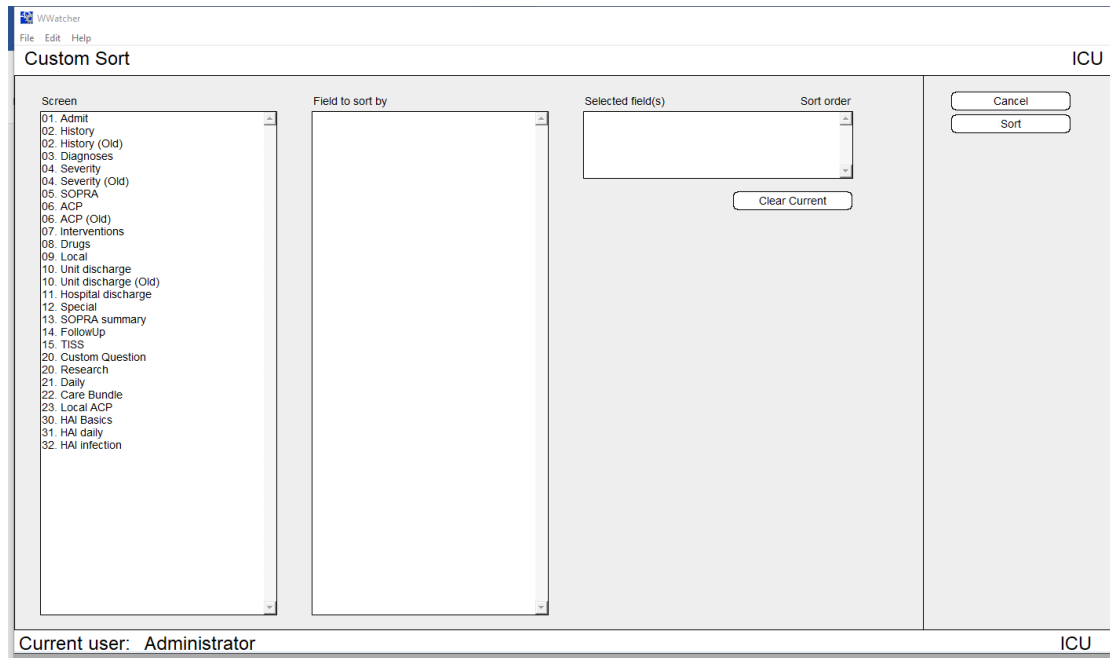 WWatcher
File Edit Help
Custom Sort ICU
Screen Field to sort by Selected field(s) Sort order
Cancel
Sort
Clear Current
01. Admit
02. History
02. History (Old)
03. Diagnoses
04. Severity
04. Severity (Old)
05. SOPRA
06. ACP
06. ACP (Old)
07. Interventions
08. Drugs
09. Local
10. Unit discharge
10. Unit discharge (Old)
11. Hospital discharge
12. Special
13. SOPRA summary
14. FollowUp
15. TISS
20. Custom Question
20. Research
21. Daily
22. Care Bundle
23. Local ACP
30. HAI Basics
31. HAI daily
32. HAI infection
Current user: Administrator ICU